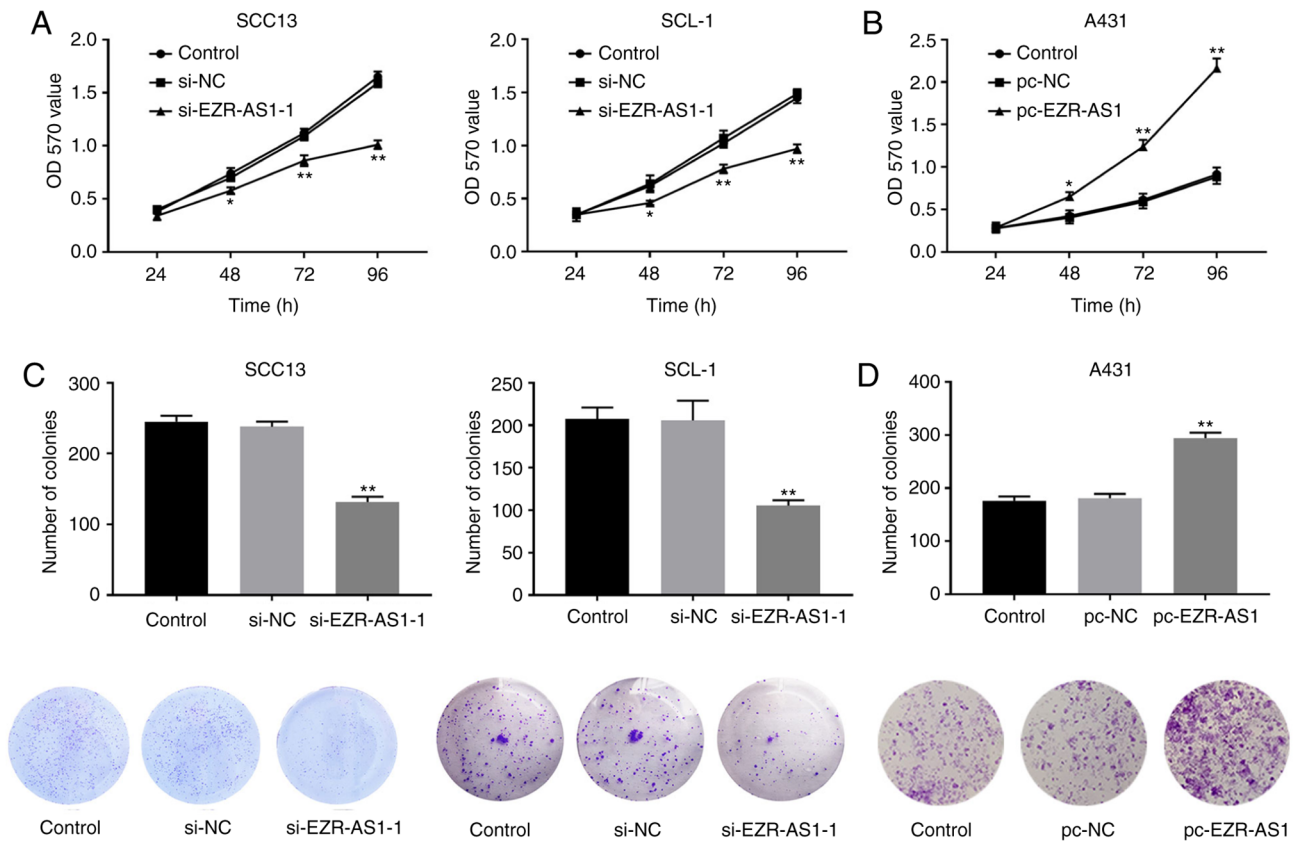 A
SCC13
Control
si-NC
si-EZR-AS1-1
OD 570 value
2.0
1.5
1.0
0.5
0.0
*
**
**
24 48 72 96
Time (h)
SCL-1
Control
si-NC
si-EZR-AS1-1
OD 570 value
2.0
1.5
1.0
0.5
0.0
*
**
**
24 48 72 96
Time (h)
B
A431
Control
pc-NC
pc-EZR-AS1
OD 570 value
2.5
2.0
1.5
1.0
0.5
0.0
*
**
**
24 48 72 96
Time (h)
C
SCC13
Number of colonies
300
200
100
0
**
Control si-NC si-EZR-AS1-1
SCL-1
Number of colonies
250
200
150
100
50
0
**
Control si-NC si-EZR-AS1-1
D
A431
Number of colonies
400
300
200
100
0
**
Control pc-NC pc-EZR-AS1
Control si-NC si-EZR-AS1-1
Control si-NC si-EZR-AS1-1
Control pc-NC pc-EZR-AS1